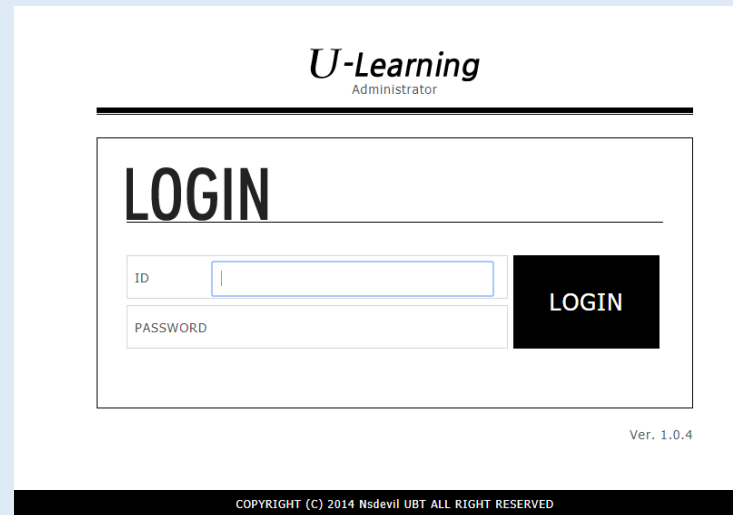 U-Learning
Administrator
LOGIN
ID
LOGIN
PASSWORD
Ver. 1.0.4
COPYRIGHT (C) 2014 Nsdevil UBT ALL RIGHT RESERVED